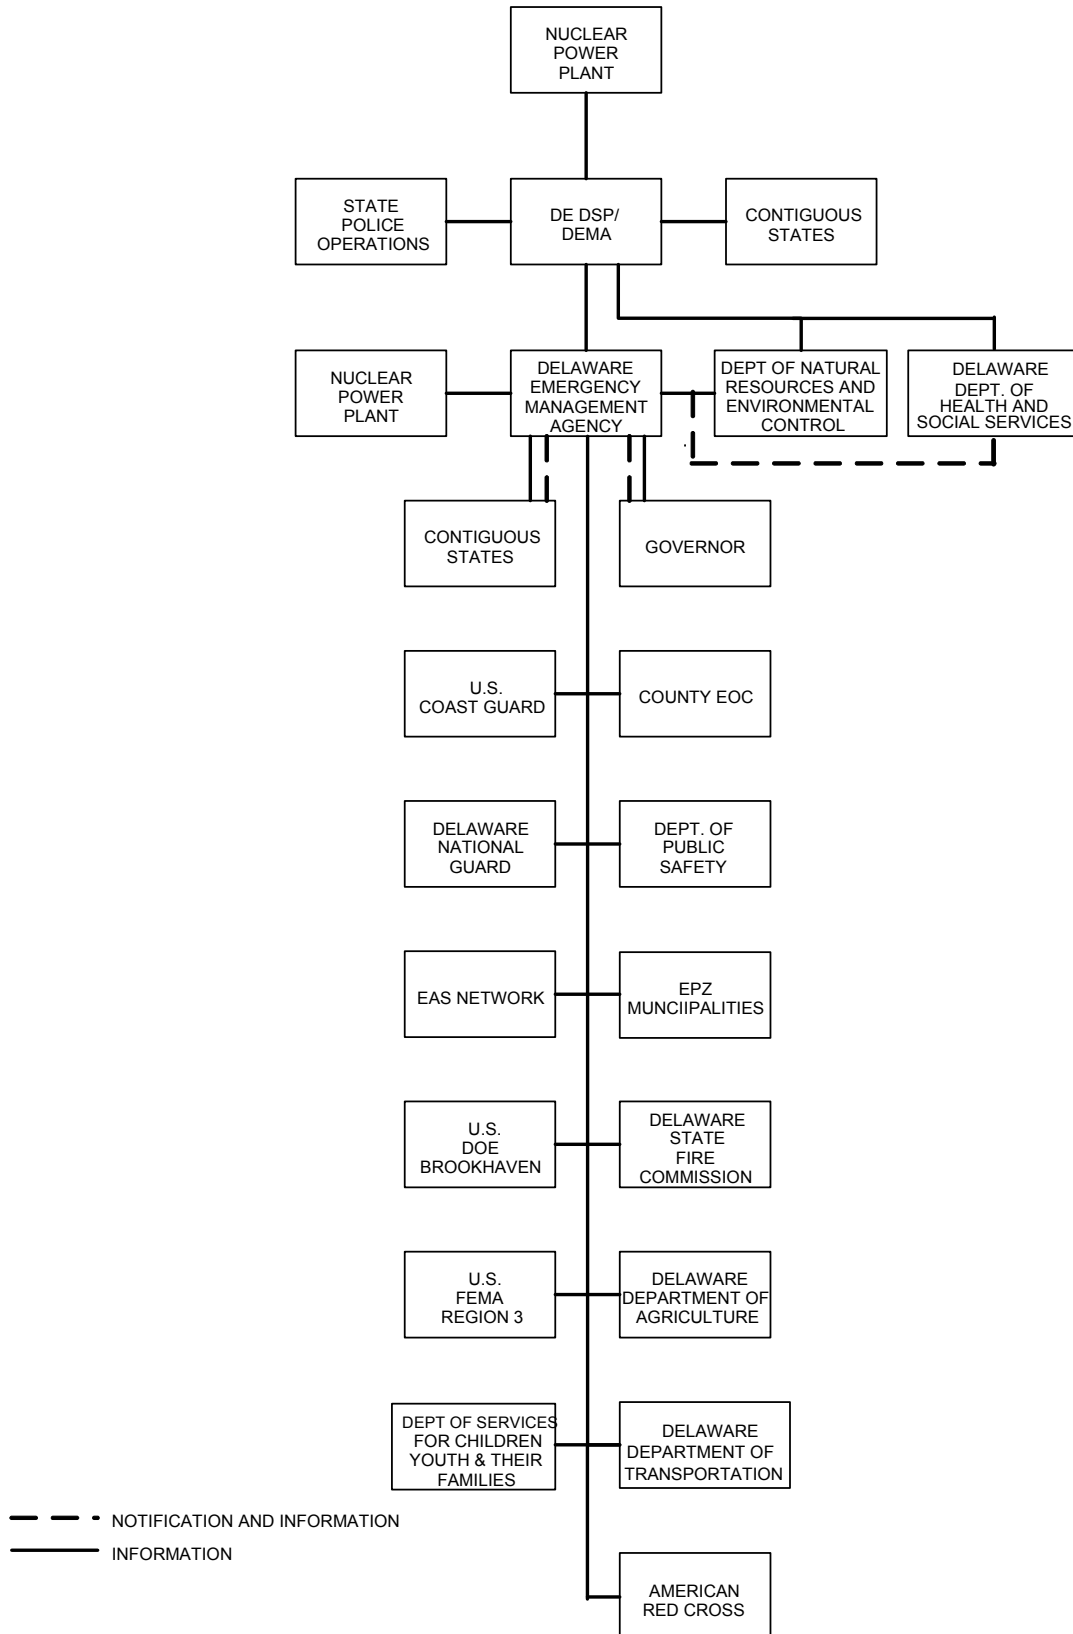 NUCLEAR
POWER
PLANT
STATE
POLICE
OPERATIONS
DE DSP/
DEMA
CONTIGUOUS
STATES
NUCLEAR
POWER
PLANT
DELAWARE
EMERGENCY
MANAGEMENT
AGENCY
DEPT OF NATURAL
RESOURCES AND
ENVIRONMENTAL
CONTROL
DELAWARE
DEPT. OF
HEALTH AND
SOCIAL SERVICES
CONTIGUOUS
STATES
GOVERNOR
U.S.
COAST GUARD
COUNTY EOC
DELAWARE
NATIONAL
GUARD
DEPT. OF
PUBLIC
SAFETY
EAS NETWORK
EPZ
MUNCIIPALITIES
U.S.
DOE
BROOKHAVEN
DELAWARE
STATE
FIRE
COMMISSION
U.S.
FEMA
REGION 3
DELAWARE
DEPARTMENT OF
AGRICULTURE
DEPT OF SERVICES
FOR CHILDREN
YOUTH & THEIR
FAMILIES
DELAWARE
DEPARTMENT OF
TRANSPORTATION
NOTIFICATION AND INFORMATION
INFORMATION
AMERICAN
RED CROSS